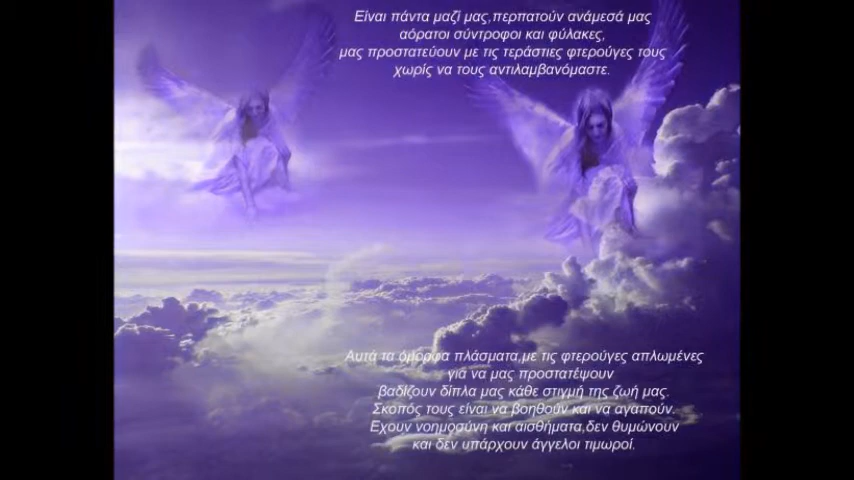 Είναι πάντα μαζί μας,περπατούν ανάμεσά μας
αόρατοι σύντροφοι και φύλακες,
μας προστατεύουν με τις τεράστιες φτερούγες τους
χωρίς να τους αντιλαμβανόμαστε.
Αυτά τα όμορφα πλάσματα,με τις φτερούγες απλωμένες
για να μας προστατέψουν
βαδίζουν δίπλα μας κάθε στιγμή της ζωή μας.
Σκοπός τους είναι να βοηθούν και να αγαπούν.
Εχουν νοημοσύνη και αισθήματα,δεν θυμώνουν
και δεν υπάρχουν άγγελοι τιμωροί.